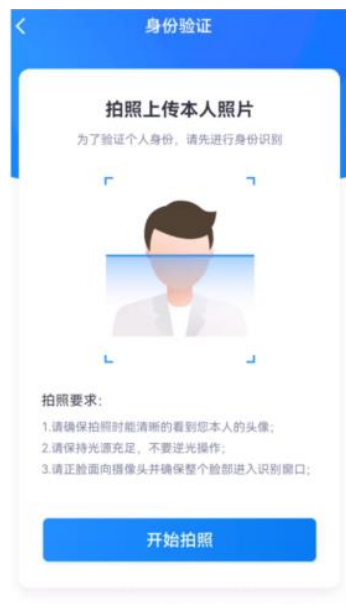 身份验证
拍照上传本人照片
为了验证个人身份，请先进行身份识别
拍照要求：
1.请确保拍照时能清晰的看到您本人的头像；
2.请保持光源充足，不要逆光操作；
3.请正脸面向摄像头并确保整个脸部进入识别窗口；
开始拍照